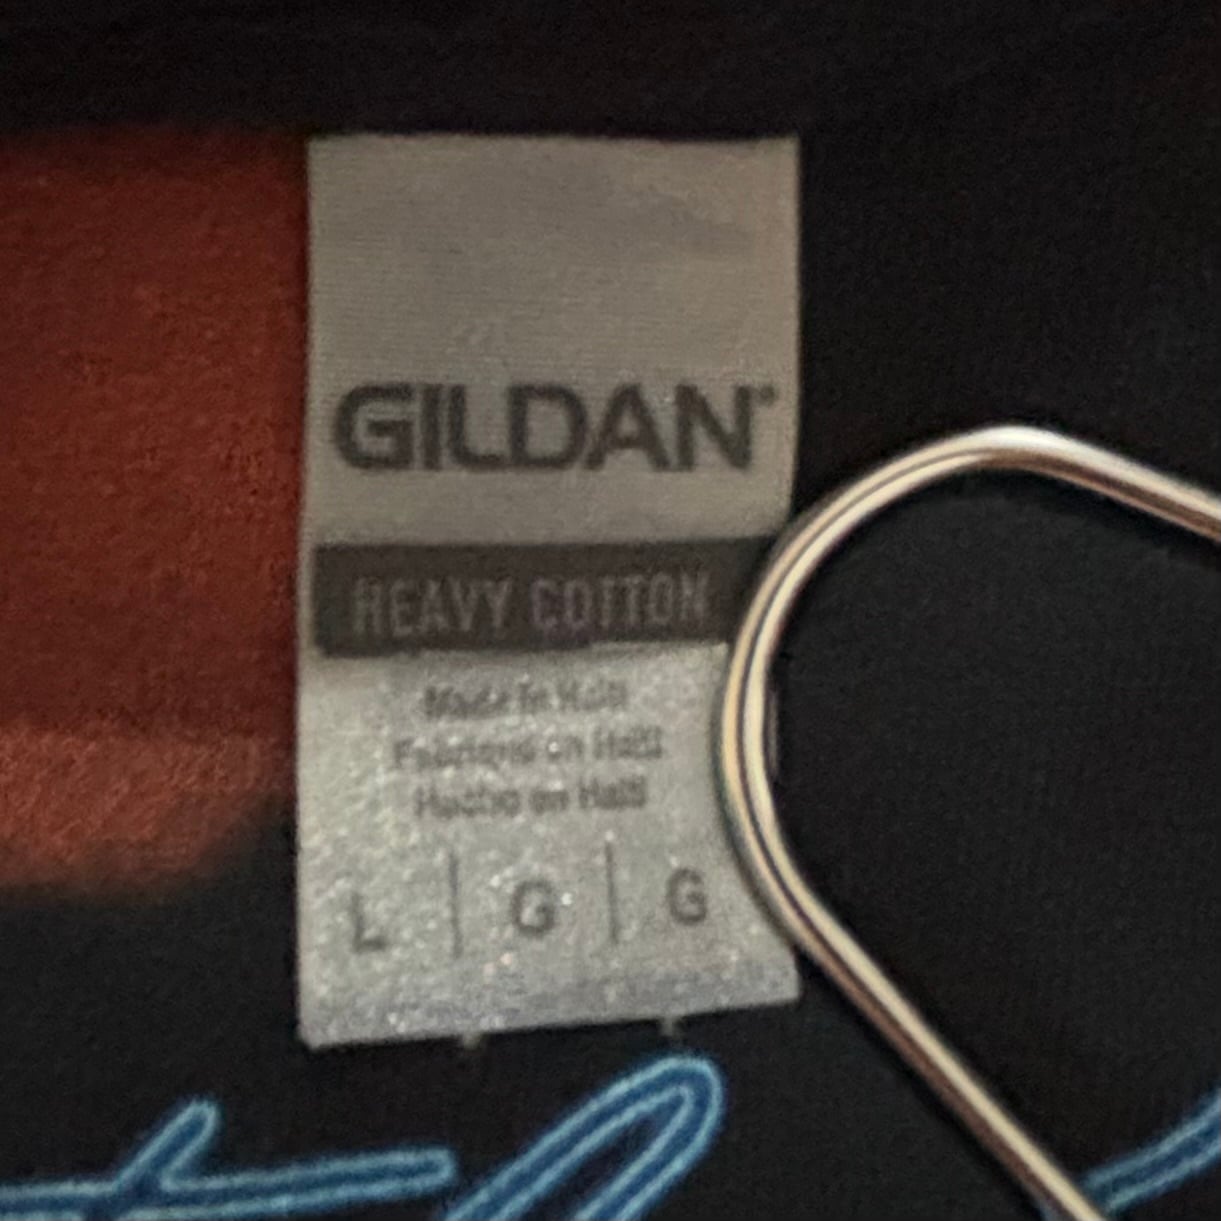 GILDAN
HEAVY COTTON
Made in Haiti
Fabriqué en Haïti
Hecho en Haití
L | G | G